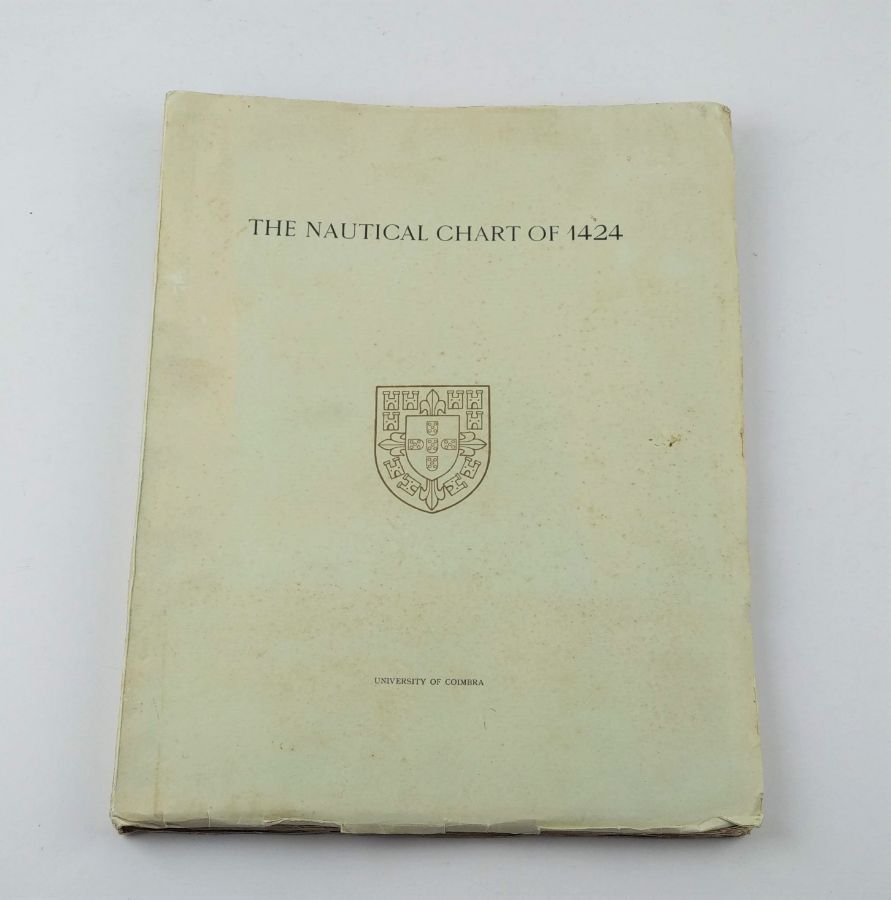 THE NAUTICAL CHART OF 1424
UNIVERSITY OF COIMBRA